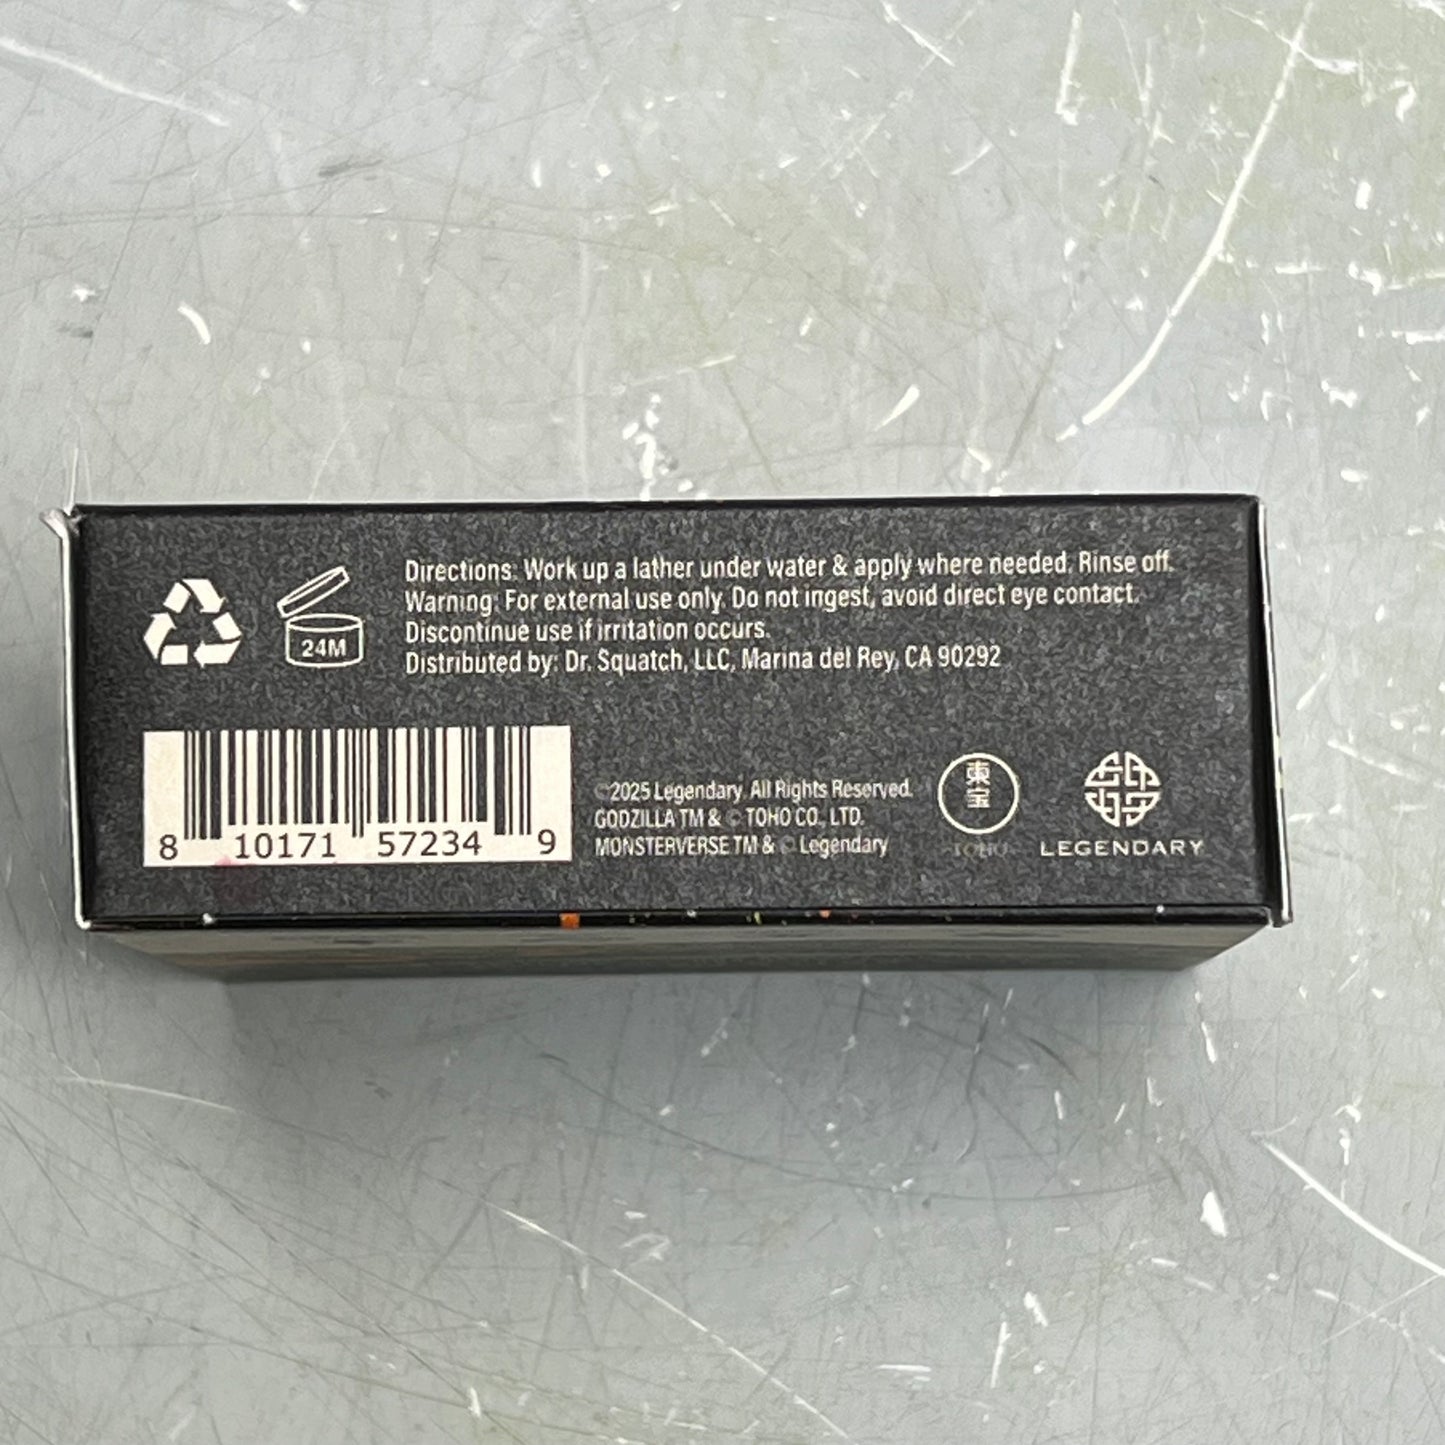 Directions: Work up a lather under water & apply where needed. Rinse off.
Warning: For external use only. Do not ingest, avoid direct eye contact.
Discontinue use if irritation occurs.
Distributed by: Dr. Squatch, LLC, Marina del Rey, CA 90292
24M
8 10171 57234 9
©2025 Legendary. All Rights Reserved.
GODZILLA TM & © TOHO CO., LTD.
MONSTERVERSE TM & © Legendary
東宝
TOHO
LEGENDARY